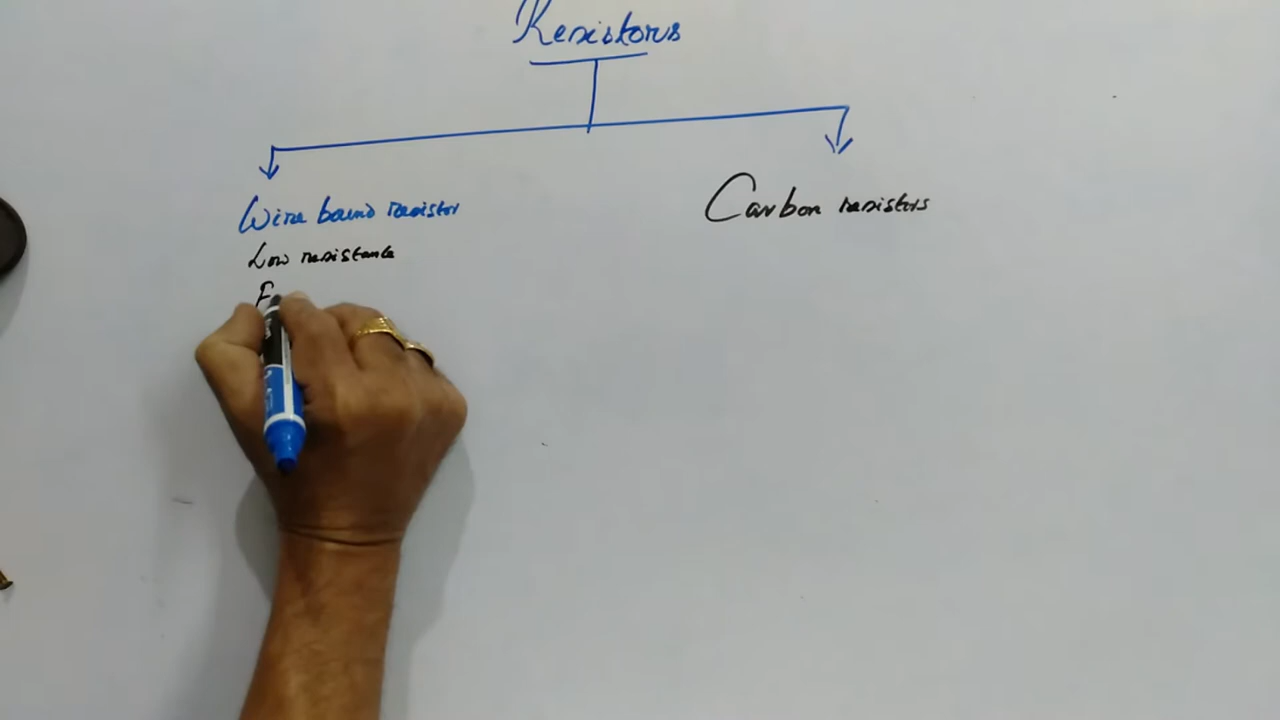 Resistors
Wire bound resistor
Carbon resistors
Low resistance
F